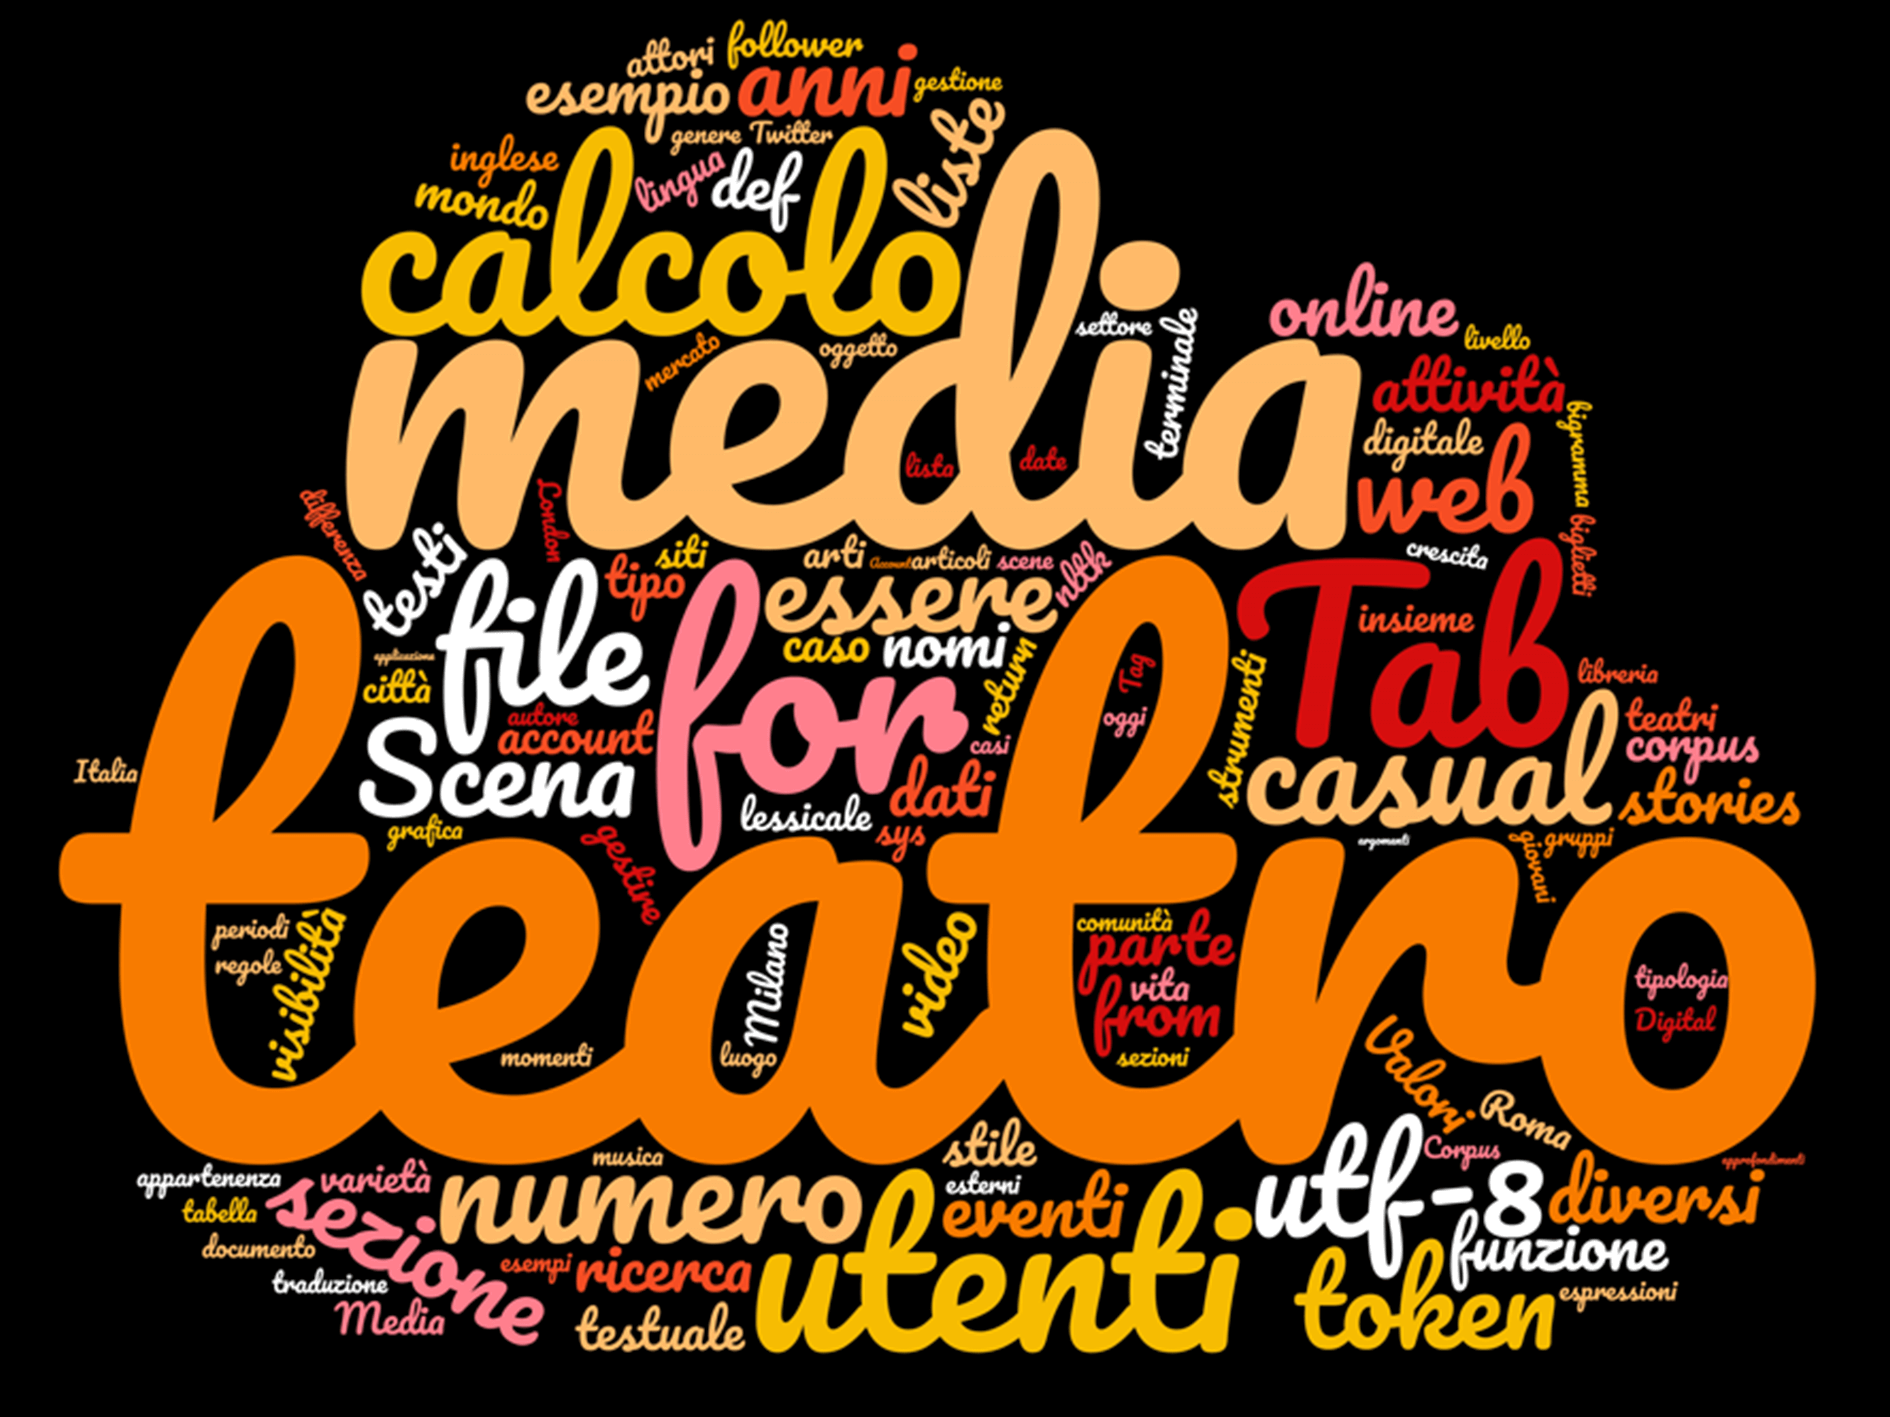 attori follower
esempio anni gestione
genere Twitter
inglese lingua def liste
mondo
calcolo
media
settore terminale
online
livello
mercato oggetto
attività
digitale bigramma
lista date
web
differenza London
testi
siti arti Account articoli scene nltk
crescita biglietti
file tipo essere Tab
insieme
caso nomi return
applicazione
città for Tag
strumenti libreria
autore oggi teatri
account casi corpus
Scena dati casual stories
Italia
lessicale
grafica sys
gestire argomenti giovani gruppi
teatro
periodi visibilità Milano video comunità
parte
regole vita tipologia
from Digital
momenti luogo sezioni
Valori Roma
stile
musica Corpus approfondimenti
appartenenza varietà esterni
sezione numero eventi utf-8 diversi
tabella
documento funzione
esempi ricerca utenti
traduzione token espressioni
Media testuale